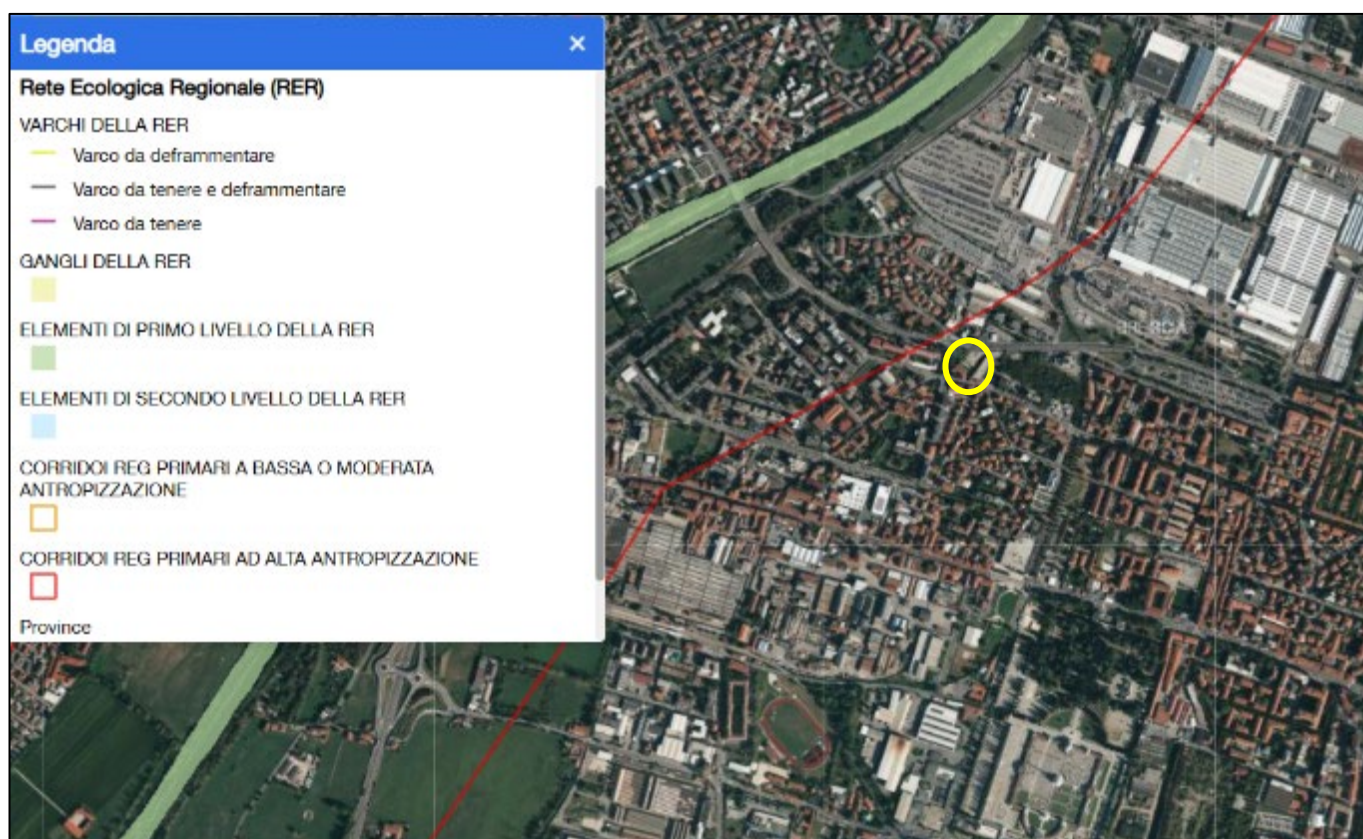 Legenda ×
Rete Ecologica Regionale (RER)
VARCHI DELLA RER
Varco da deframmentare
Varco da tenere e deframmentare
Varco da tenere
GANGLI DELLA RER
ELEMENTI DI PRIMO LIVELLO DELLA RER
ELEMENTI DI SECONDO LIVELLO DELLA RER
CORRIDOI REG PRIMARI A BASSA O MODERATA
ANTROPIZZAZIONE
CORRIDOI REG PRIMARI AD ALTA ANTROPIZZAZIONE
Province
BRESCIA